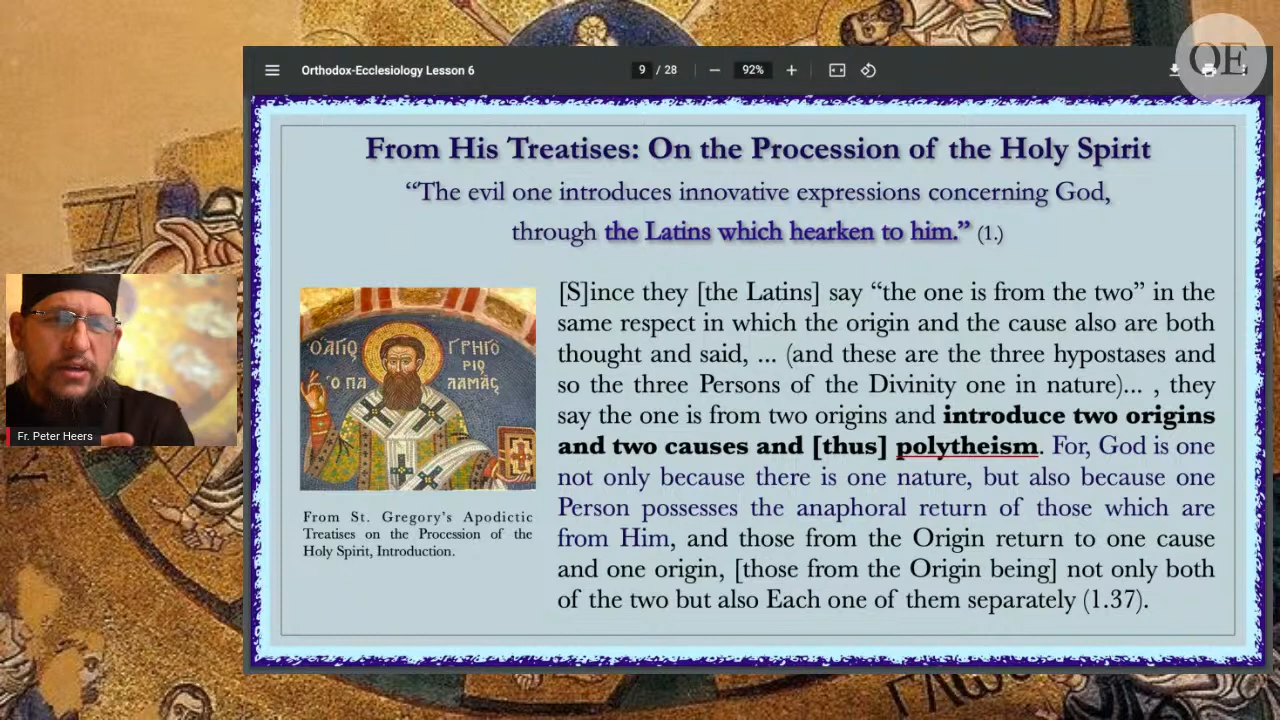 OE
Orthodox-Ecclesiology Lesson 6
9 / 28
92%
From His Treatises: On the Procession of the Holy Spirit
“The evil one introduces innovative expressions concerning God,
through the Latins which hearken to him.” (1.)
[S]ince they [the Latins] say “the one is from the two” in the
same respect in which the origin and the cause also are both
thought and said, ... (and these are the three hypostases and
so the three Persons of the Divinity one in nature)... , they
say the one is from two origins and introduce two origins
and two causes and [thus] polytheism. For, God is one
not only because there is one nature, but also because one
Person possesses the anaphoral return of those which are
from Him, and those from the Origin return to one cause
and one origin, [those from the Origin being] not only both
of the two but also Each one of them separately (1.37).
Ο ΑΓΙΟ ΓΡΗΓΟ
ΡΙΟ
Ὁ ΠΑ ΛΑΜΑΣ
From St. Gregory’s Apodictic
Treatises on the Procession of the
Holy Spirit, Introduction.
Fr. Peter Heers